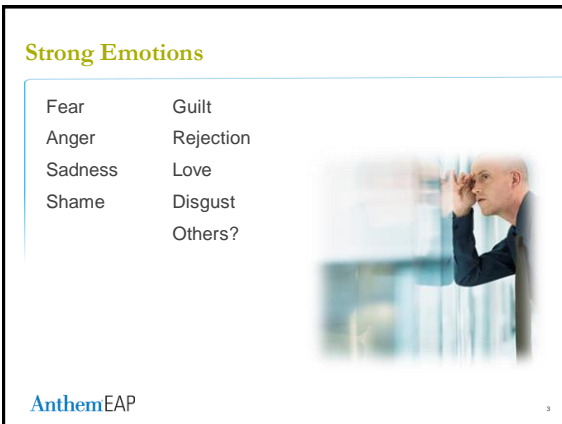 Strong Emotions
Fear
Anger
Sadness
Shame
Guilt
Rejection
Love
Disgust
Others?
AnthemEAP
3